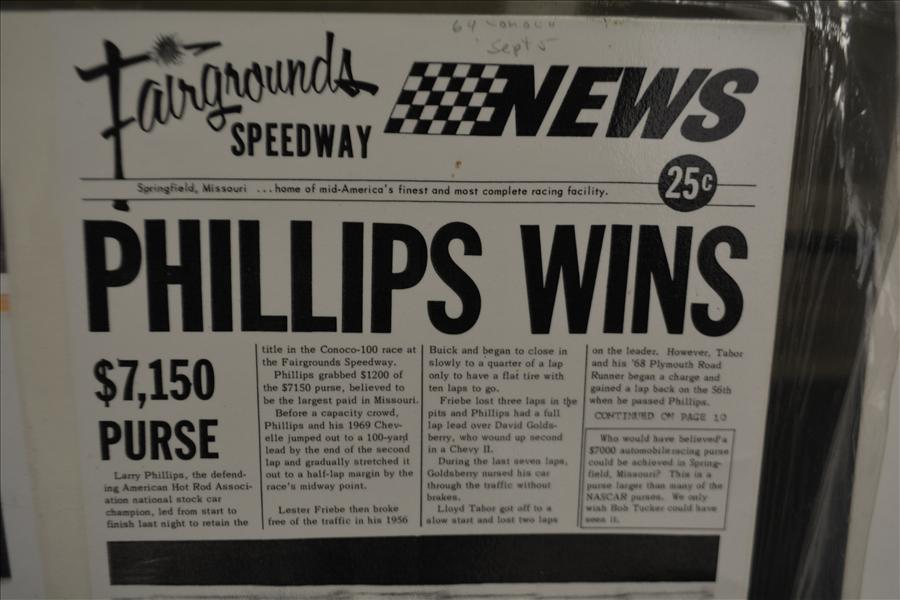 Sept 5
Fairgrounds
SPEEDWAY
NEWS
Springfield, Missouri ...home of mid-America's finest and most complete racing facility.
25¢
PHILLIPS WINS
$7,150
PURSE
Larry Phillips, the defend-
ing American Hot Rod Associ-
ation national stock car
champion, led from start to
finish last night to retain the
title in the Conoco-100 race at
the Fairgrounds Speedway.
Phillips grabbed $1200 of
the $7150 purse, believed to
be the largest paid in Missouri.
Before a capacity crowd,
Phillips and his 1969 Chev-
elle jumped out to a 100-yard
lead by the end of the second
lap and gradually stretched it
out to a half-lap margin by the
race's midway point.
Lester Friebe then broke
free of the traffic in his 1956
Buick and began to close in
slowly to a quarter of a lap
only to have a flat tire with
ten laps to go.
Friebe lost three laps in the
pits and Phillips had a full
lap lead over David Golds-
berry, who wound up second
in a Chevy II.
During the last seven laps,
Goldsberry nursed his car
through the traffic without
brakes.
Lloyd Tabor got off to a
slow start and lost two laps
on the leader. However, Tabor
and his '68 Plymouth Road
Runner began a charge and
gained a lap back on the 56th
when he passed Phillips.
CONTINUED ON PAGE 10
Who would have believed a
$7000 automobile racing purse
could be achieved in Spring-
field, Missouri? This is a
purse larger than many of the
NASCAR purses. We only
wish Bob Tucker could have
seen it.